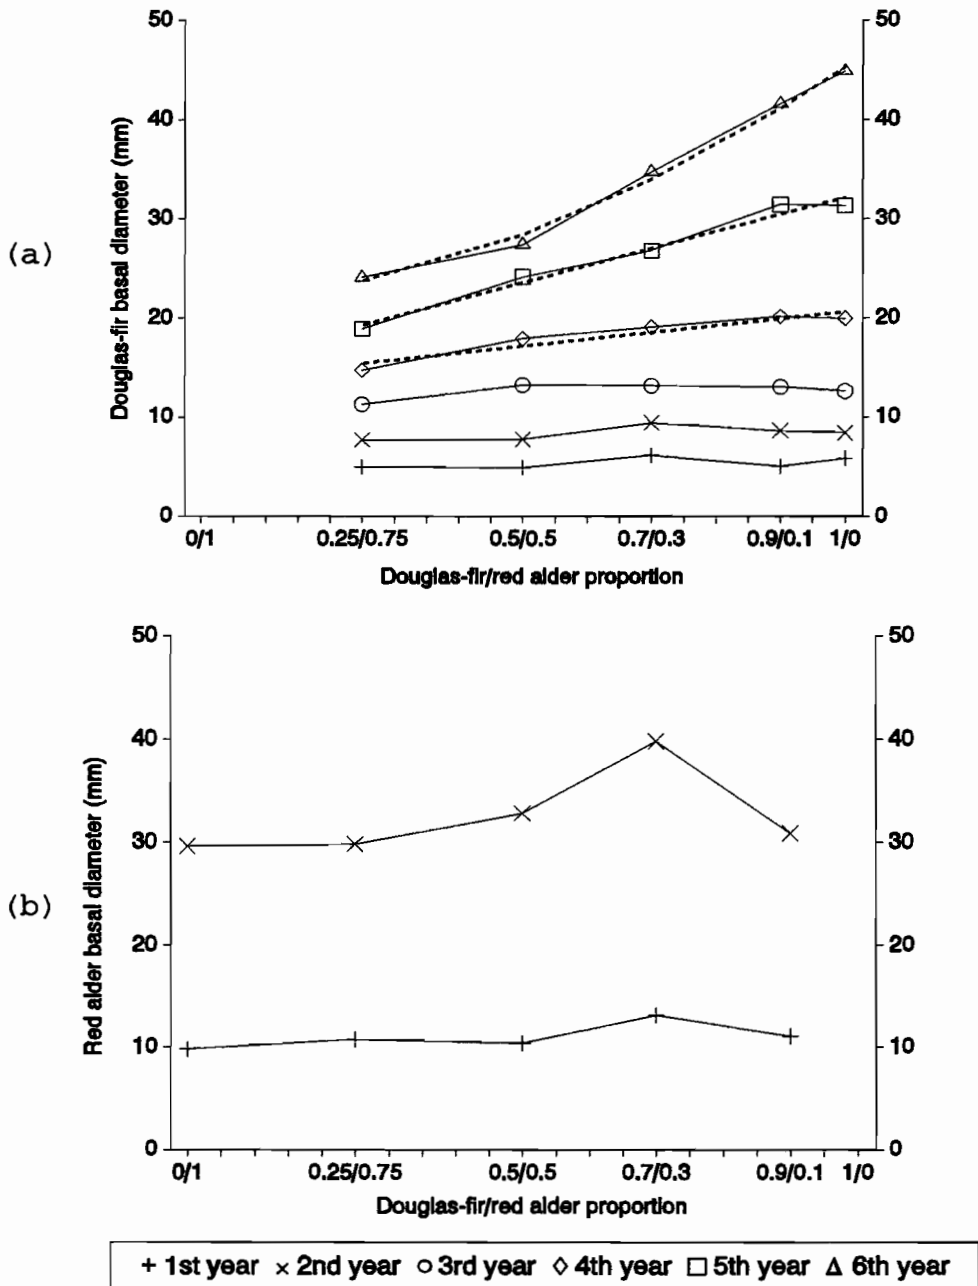 (a)
Douglas-fir basal diameter (mm)
50 50
40 40
30 30
20 20
10 10
0 0
0/1 0.25/0.75 0.5/0.5 0.7/0.3 0.9/0.1 1/0
Douglas-fir/red alder proportion
(b)
Red alder basal diameter (mm)
50 50
40 40
30 30
20 20
10 10
0 0
0/1 0.25/0.75 0.5/0.5 0.7/0.3 0.9/0.1 1/0
Douglas-fir/red alder proportion
+ 1st year × 2nd year ○ 3rd year ◇ 4th year □ 5th year △ 6th year